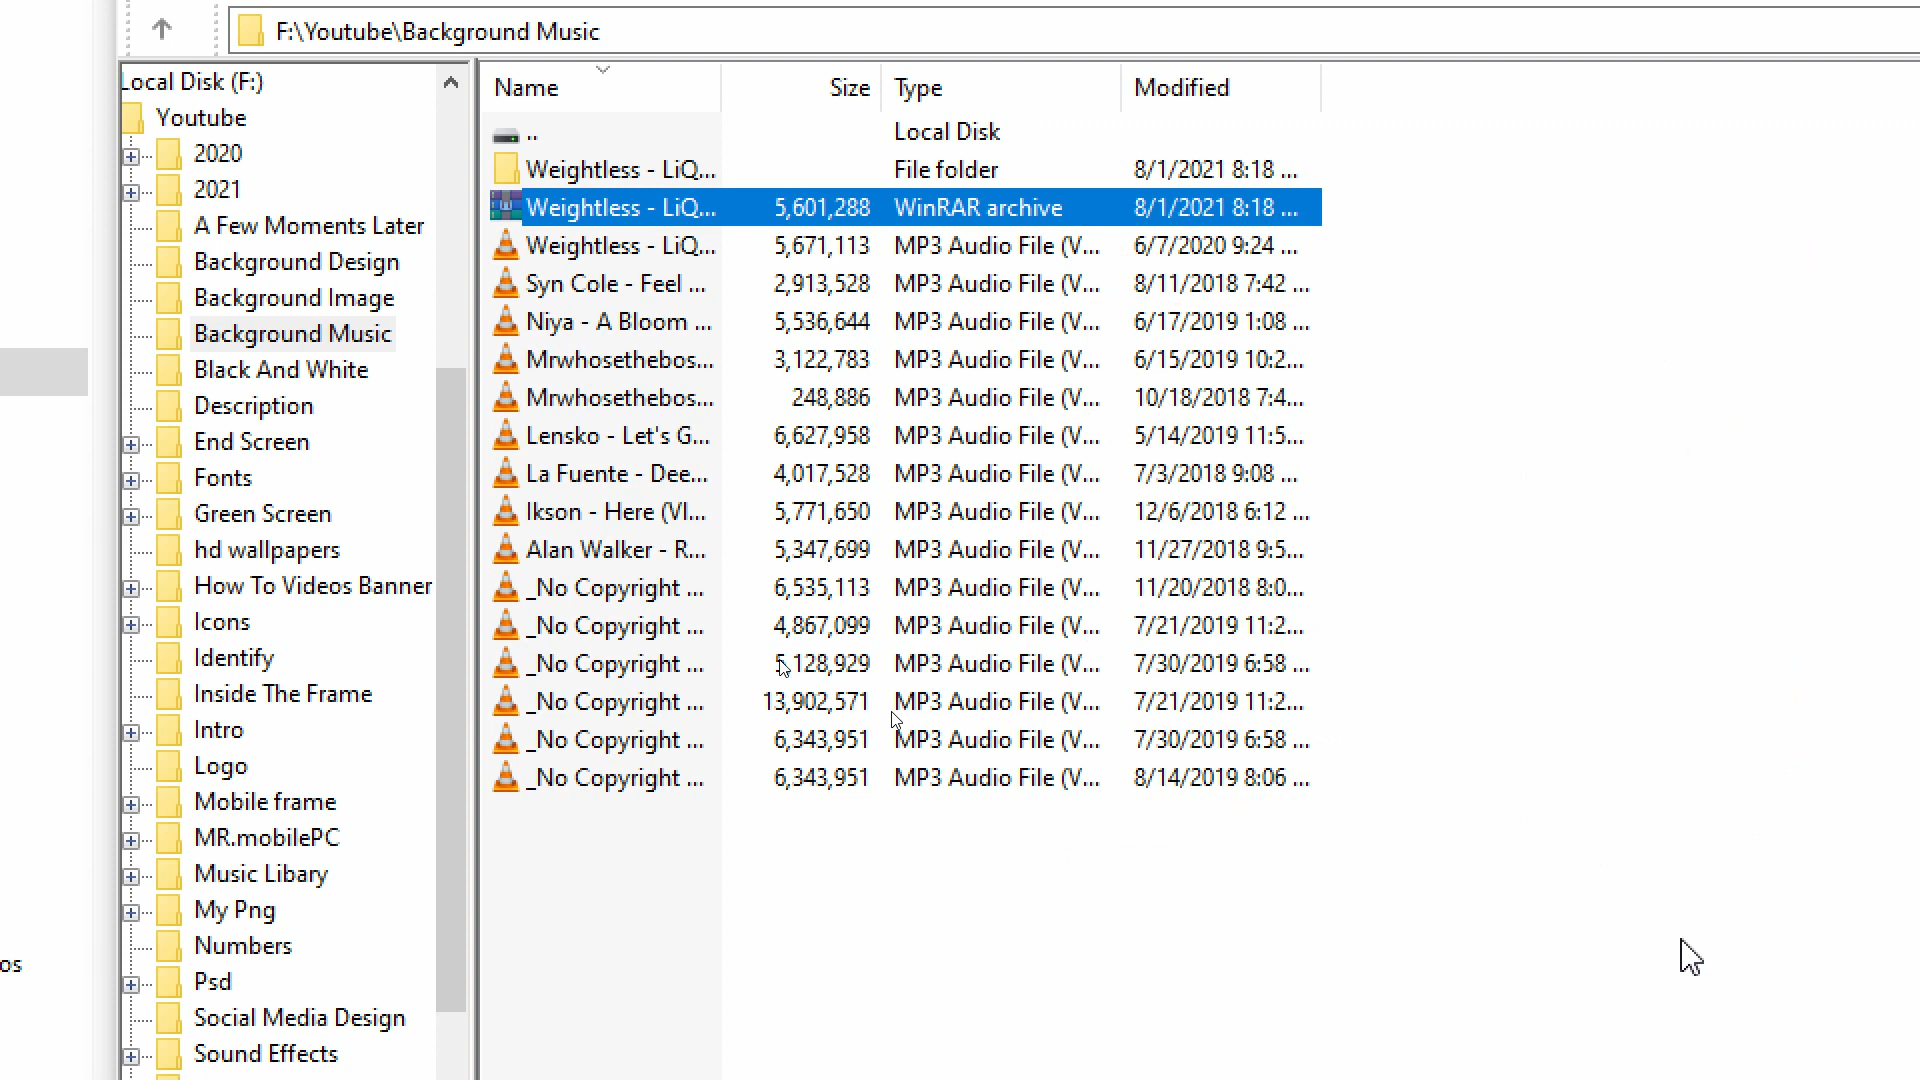 F:\Youtube\Background Music
Local Disk (F:)
Youtube
2020
2021
A Few Moments Later
Background Design
Background Image
Background Music
Black And White
Description
End Screen
Fonts
Green Screen
hd wallpapers
How To Videos Banner
Icons
Identify
Inside The Frame
Intro
Logo
Mobile frame
MR.mobilePC
Music Libary
My Png
Numbers
Psd
Social Media Design
Sound Effects
os
Name Size Type Modified
.. Local Disk
Weightless - LiQ... File folder 8/1/2021 8:18 ...
Weightless - LiQ... 5,601,288 WinRAR archive 8/1/2021 8:18 ...
Weightless - LiQ... 5,671,113 MP3 Audio File (V... 6/7/2020 9:24 ...
Syn Cole - Feel ... 2,913,528 MP3 Audio File (V... 8/11/2018 7:42 ...
Niya - A Bloom ... 5,536,644 MP3 Audio File (V... 6/17/2019 1:08 ...
Mrwhosethebos... 3,122,783 MP3 Audio File (V... 6/15/2019 10:2...
Mrwhosethebos... 248,886 MP3 Audio File (V... 10/18/2018 7:4...
Lensko - Let's G... 6,627,958 MP3 Audio File (V... 5/14/2019 11:5...
La Fuente - Dee... 4,017,528 MP3 Audio File (V... 7/3/2018 9:08 ...
Ikson - Here (Vl... 5,771,650 MP3 Audio File (V... 12/6/2018 6:12 ...
Alan Walker - R... 5,347,699 MP3 Audio File (V... 11/27/2018 9:5...
_No Copyright ... 6,535,113 MP3 Audio File (V... 11/20/2018 8:0...
_No Copyright ... 4,867,099 MP3 Audio File (V... 7/21/2019 11:2...
_No Copyright ... 5,128,929 MP3 Audio File (V... 7/30/2019 6:58 ...
_No Copyright ... 13,902,571 MP3 Audio File (V... 7/21/2019 11:2...
_No Copyright ... 6,343,951 MP3 Audio File (V... 7/30/2019 6:58 ...
_No Copyright ... 6,343,951 MP3 Audio File (V... 8/14/2019 8:06 ...